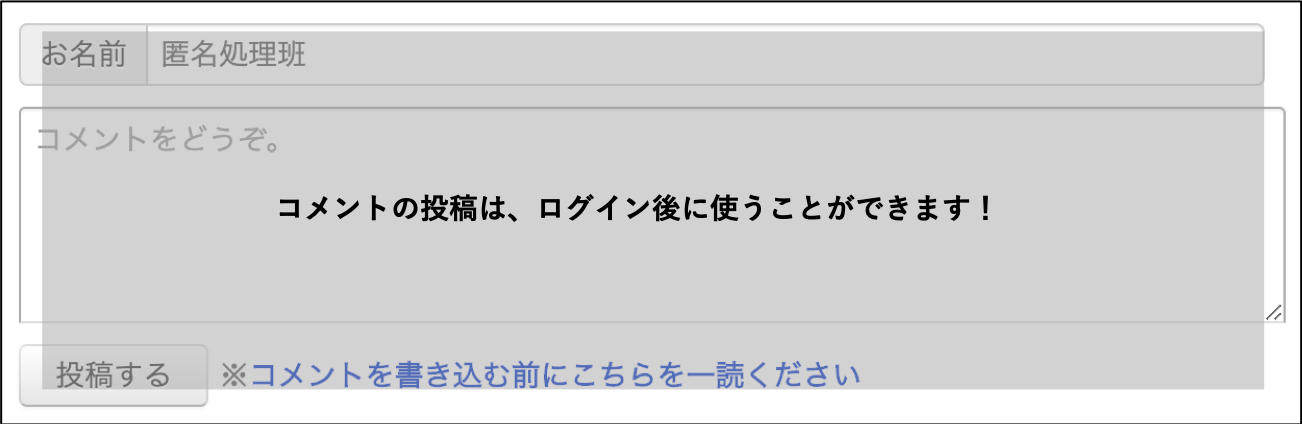 お名前 匿名処理班
コメントをどうぞ。
コメントの投稿は、ログイン後に使うことができます！
投稿する ※コメントを書き込む前にこちらを一読ください